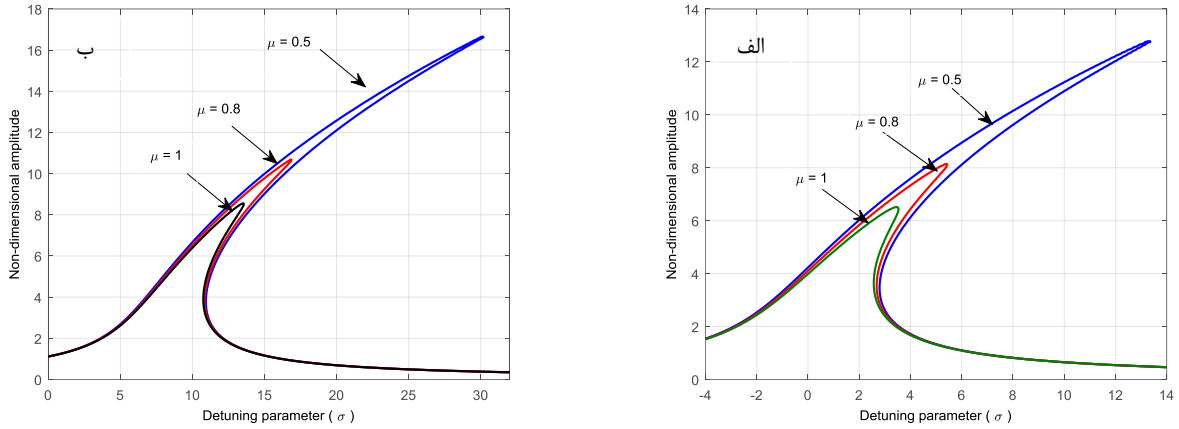 ب
μ = 0.5
μ = 0.8
μ = 1
Non-dimensional amplitude
0 2 4 6 8 10 12 14 16 18
0 5 10 15 20 25 30
Detuning parameter ( σ )
الف
μ = 0.5
μ = 0.8
μ = 1
Non-dimensional amplitude
0 2 4 6 8 10 12 14
-4 -2 0 2 4 6 8 10 12 14
Detuning parameter ( σ )